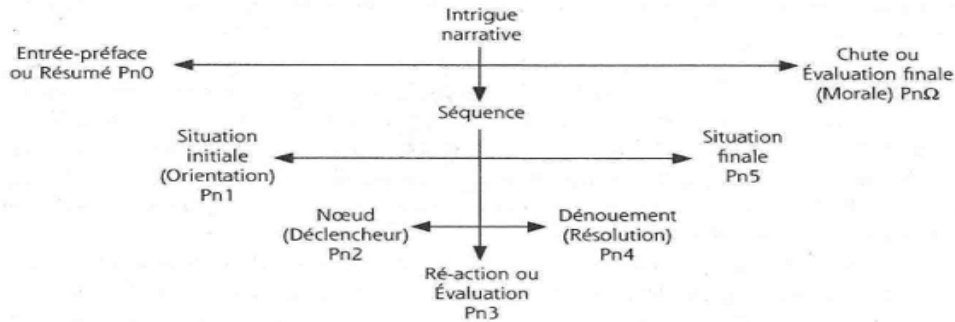 Intrigue
narrative
Entrée-préface
ou Résumé Pn0
Chute ou
Évaluation finale
(Morale) PnΩ
Séquence
Situation
initiale
(Orientation)
Pn1
Situation
finale
Pn5
Nœud
(Déclencheur)
Pn2
Dénouement
(Résolution)
Pn4
Ré-action ou
Évaluation
Pn3